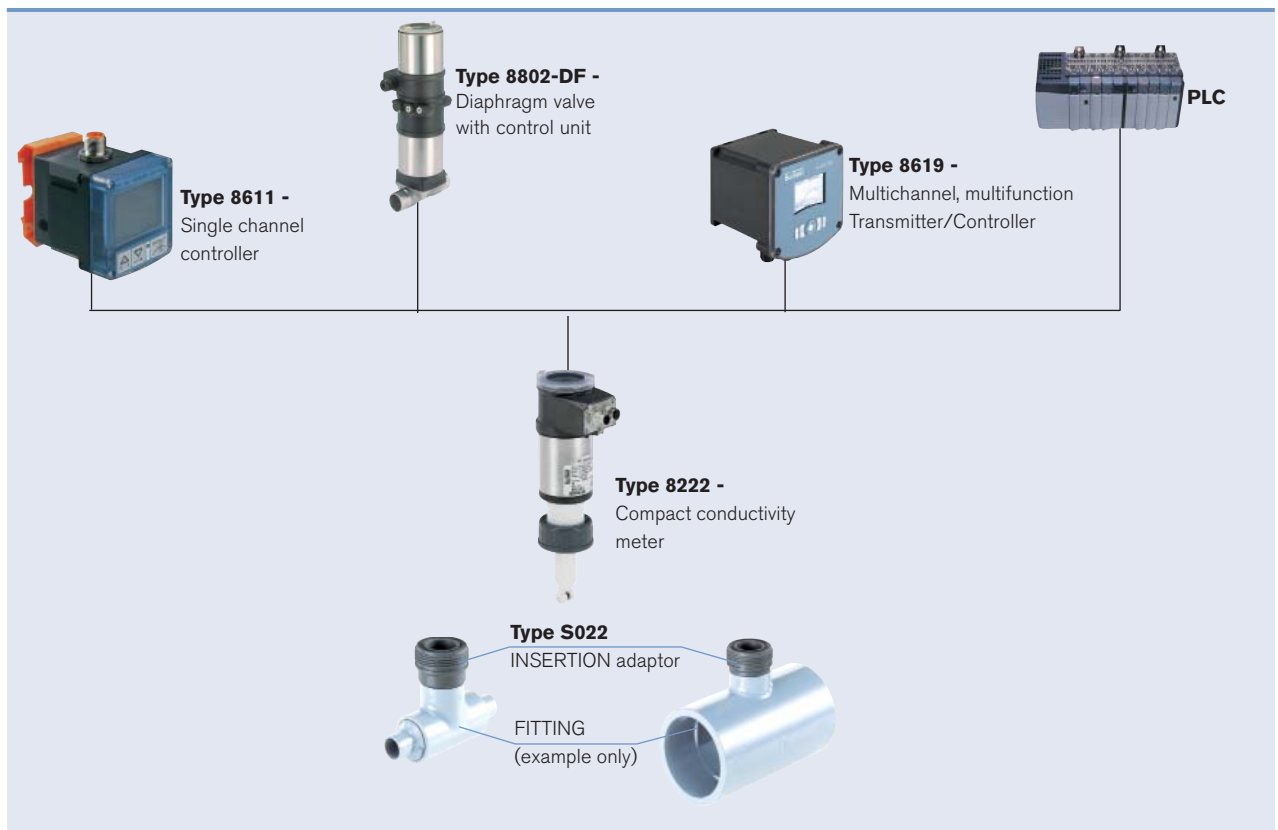 Type 8802-DF -
Diaphragm valve
with control unit
PLC
Type 8619 -
Multichannel, multifunction
Transmitter/Controller
Type 8611 -
Single channel
controller
Type 8222 -
Compact conductivity
meter
Type S022
INSERTION adaptor
FITTING
(example only)